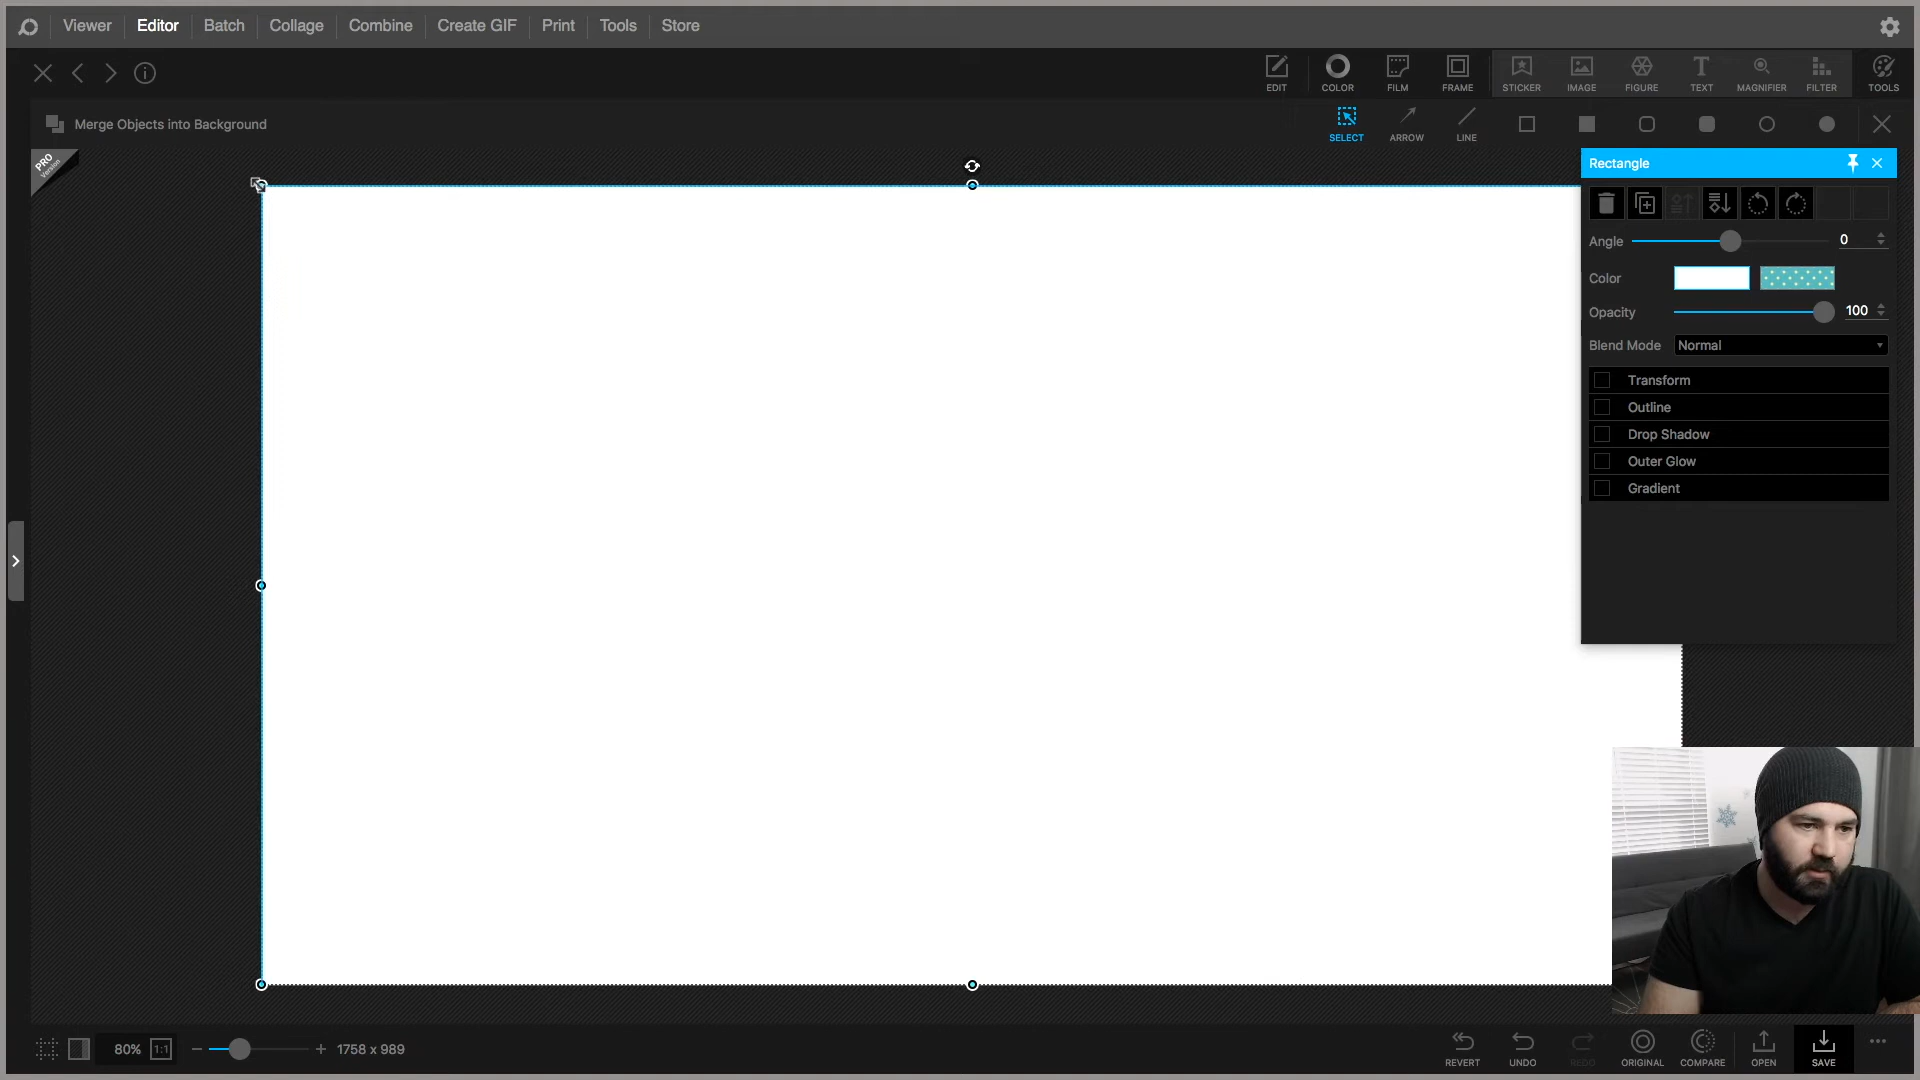 Viewer Editor Batch Collage Combine Create GIF Print Tools Store
EDIT COLOR FILM FRAME STICKER IMAGE FIGURE TEXT MAGNIFIER FILTER TOOLS
Merge Objects into Background
SELECT ARROW LINE
PRO
Version
Rectangle
Angle 0
Color
Opacity 100
Blend Mode Normal
Transform
Outline
Drop Shadow
Outer Glow
Gradient
80% 1:1 1758 x 989
REVERT UNDO REDO ORIGINAL COMPARE OPEN SAVE